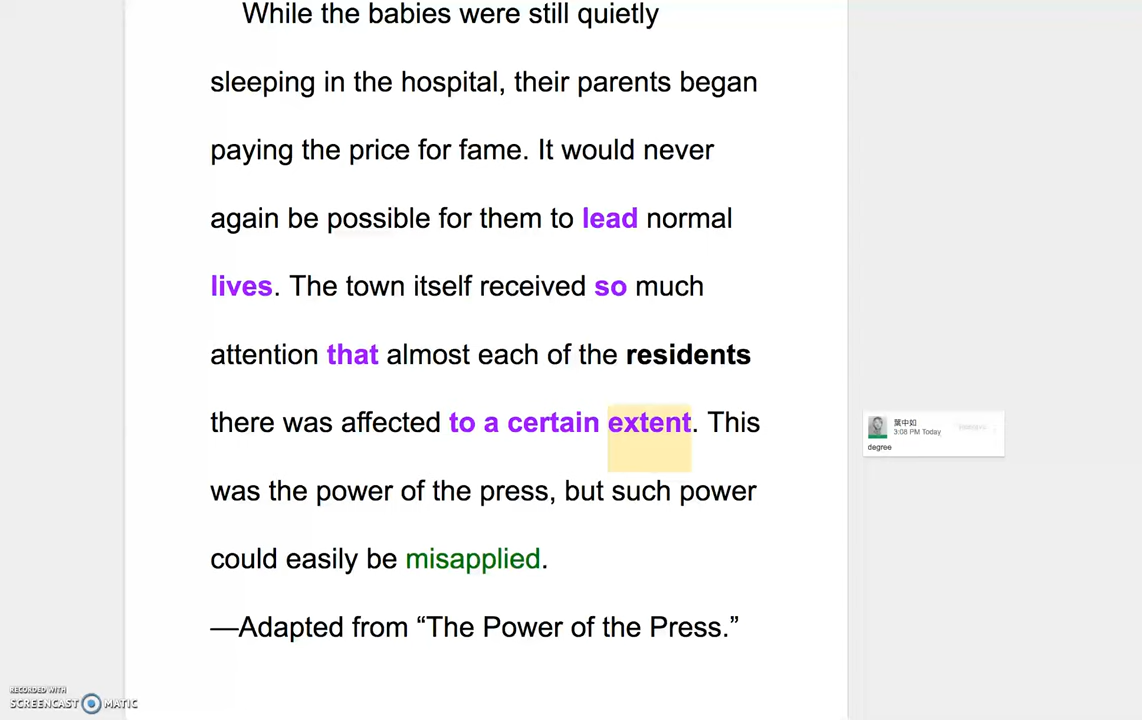 While the babies were still quietly
sleeping in the hospital, their parents began
paying the price for fame. It would never
again be possible for them to lead normal
lives. The town itself received so much
attention that almost each of the residents
there was affected to a certain extent. This
was the power of the press, but such power
could easily be misapplied.
—Adapted from “The Power of the Press.”
葉中如
3:08 PM Today
degree
RECORDED WITH
SCREENCAST MATIC